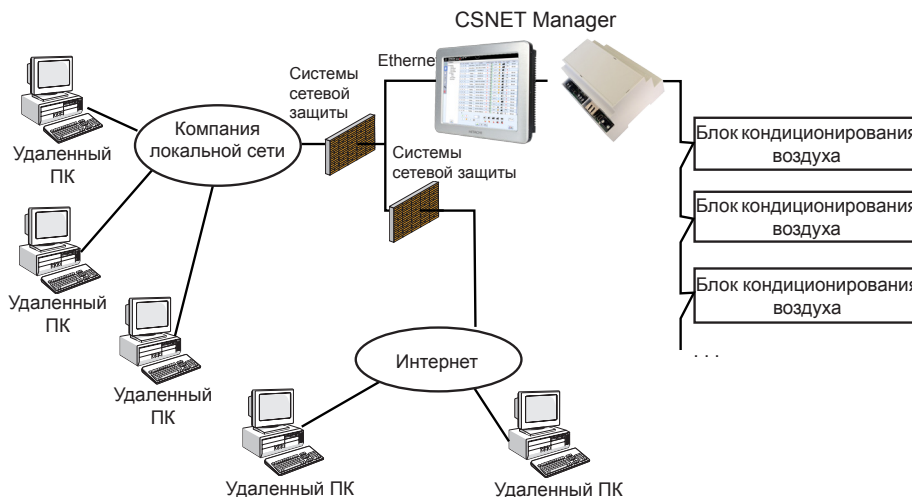 CSNET Manager
Etherne
Системы
сетевой
защиты
Компания
локальной сети
Системы
сетевой защиты
Удаленный
ПК
Удаленный
ПК
Удаленный
ПК
Блок кондиционирования
воздуха
Блок кондиционирования
воздуха
Блок кондиционирования
воздуха
. . .
Интернет
Удаленный ПК
Удаленный ПК